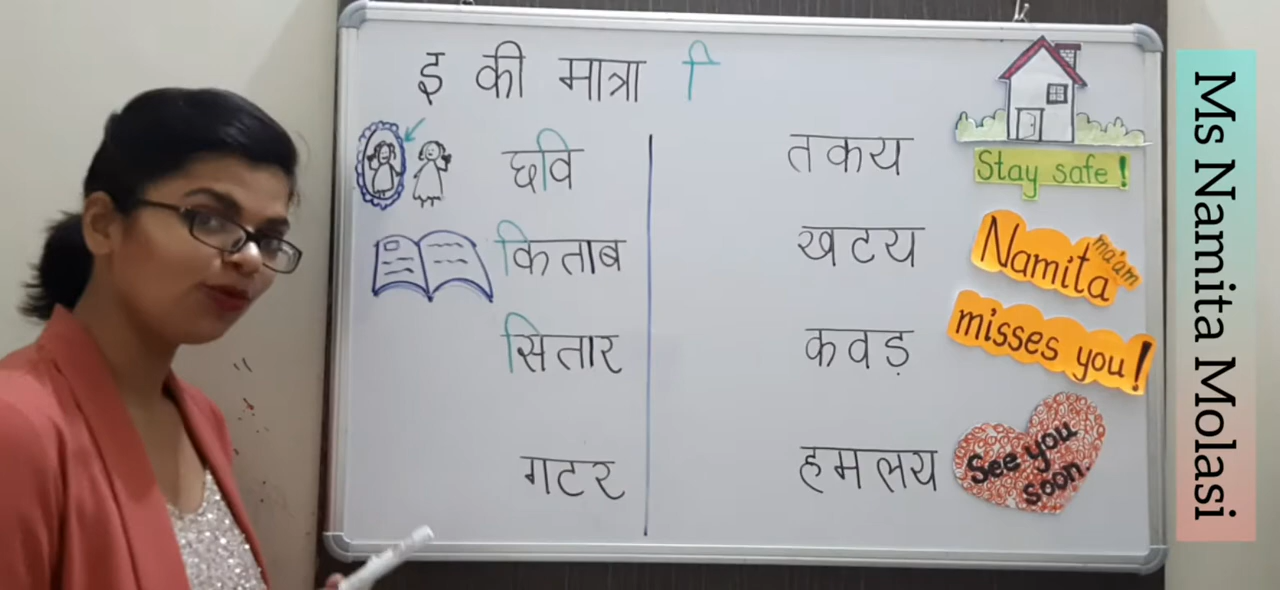 इ की मात्रा ि
छवि
किताब
सितार
गटर
तकय
खटय
कवड़
हमलय
Stay safe!
Namita ma'am
misses you!
See you
soon.
Ms Namita Molasi